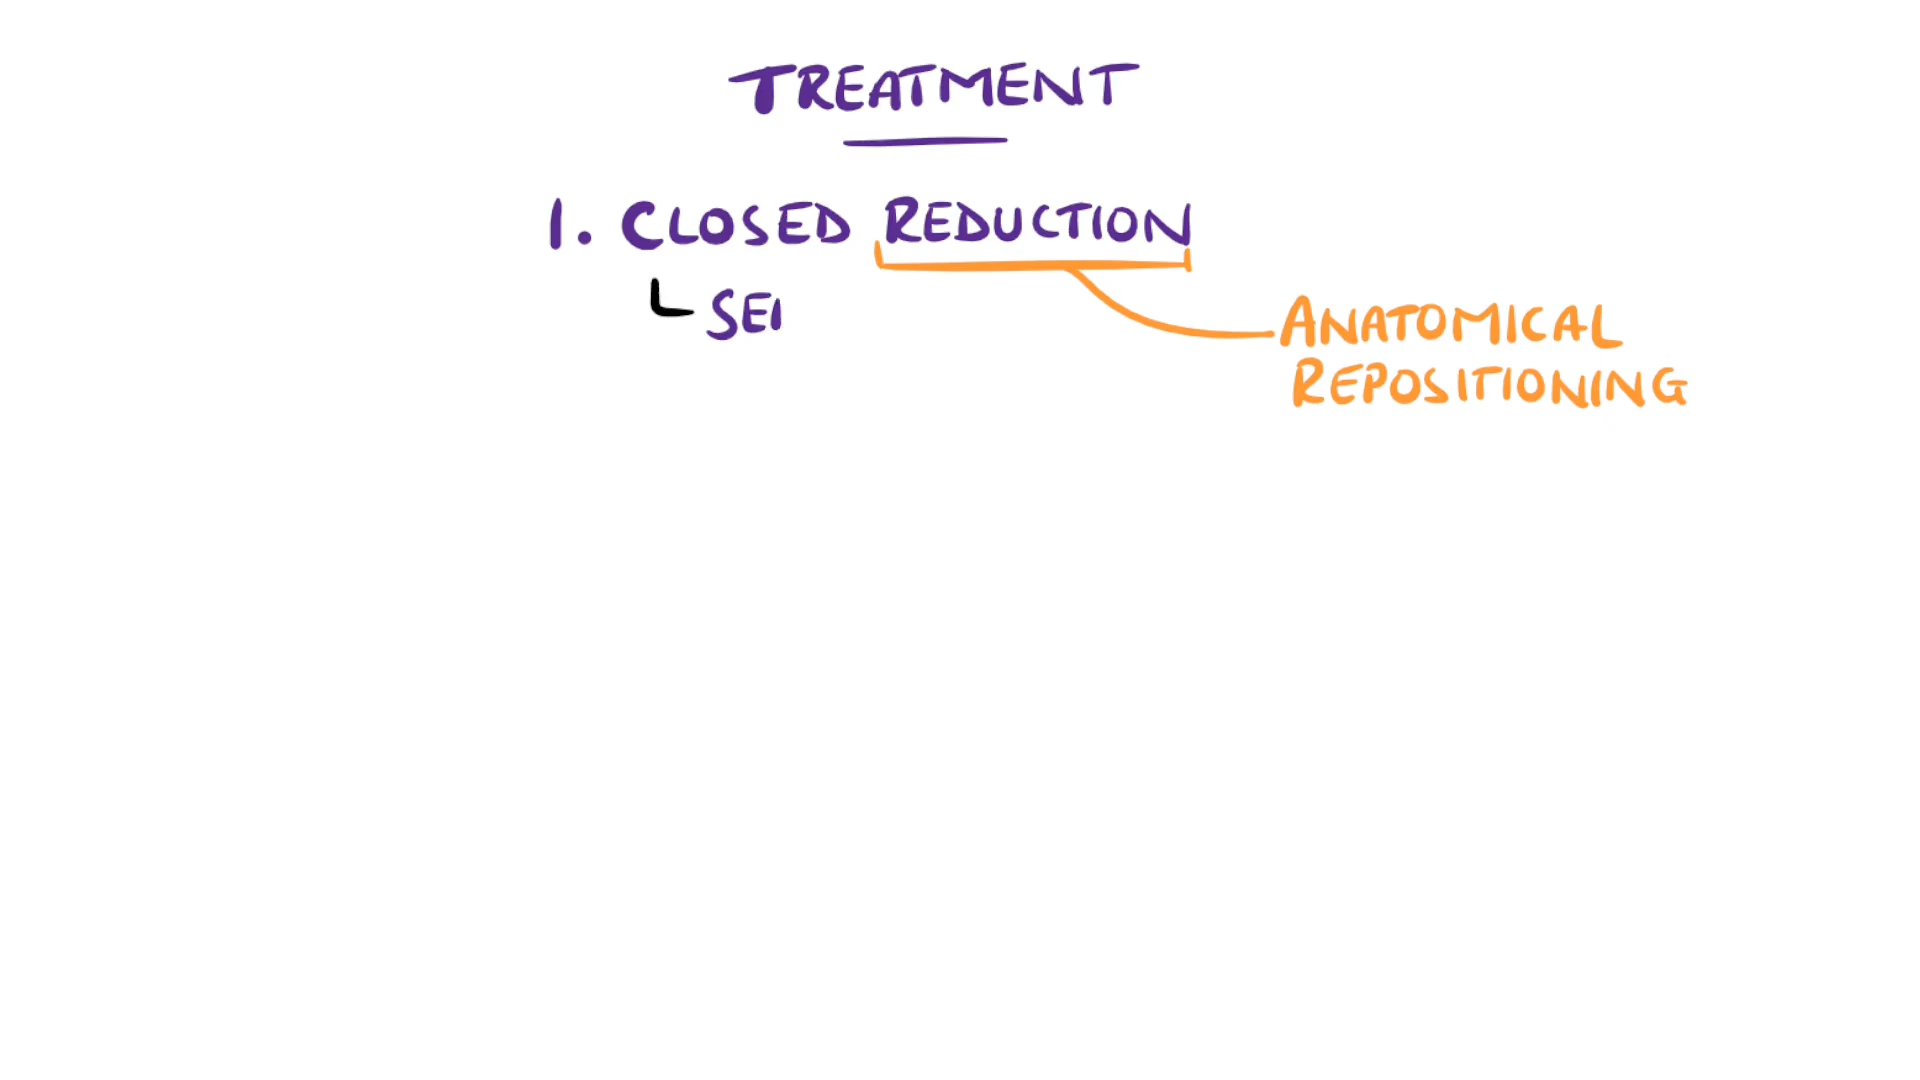 TREATMENT
1. CLOSED REDUCTION
SEI
ANATOMICAL
REPOSITIONING